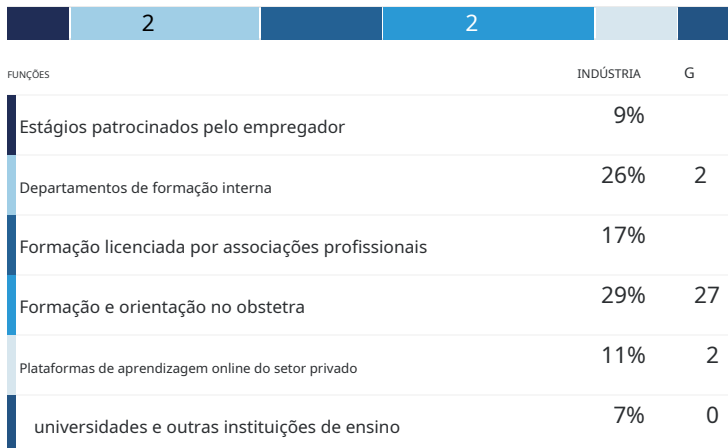 2 2
FUNÇÕES INDÚSTRIA G
Estágios patrocinados pelo empregador 9%
Departamentos de formação interna 26% 2
Formação licenciada por associações profissionais 17%
Formação e orientação no obstetra 29% 27
Plataformas de aprendizagem online do setor privado 11% 2
universidades e outras instituições de ensino 7% 0